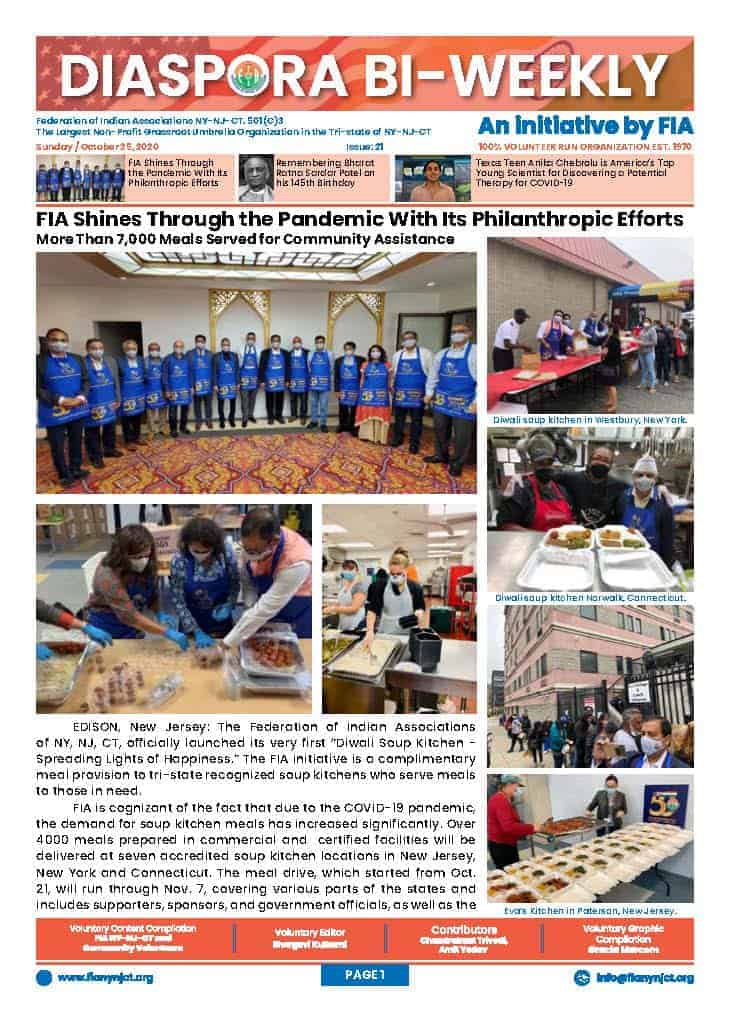 DIASPORA BI-WEEKLY
Federation of Indian Associations NY-NJ-CT. 501(C)3
The Largest Non-Profit Grassroot Umbrella Organization in the Tri-state of NY-NJ-CT
An initiative by FIA
Sunday / October 25, 2020
Issue: 21
100% VOLUNTEER RUN ORGANIZATION EST. 1970
FIA Shines Through
the Pandemic With Its
Philanthropic Efforts
Remembering Bharat
Ratna Sardar Patel on
his 145th Birthday
Texas Teen Anika Chebrolu is America's Top
Young Scientist for Discovering a Potential
Therapy for COVID-19
FIA Shines Through the Pandemic With Its Philanthropic Efforts
More Than 7,000 Meals Served for Community Assistance
Diwali soup kitchen in Westbury, New York.
Diwali soup kitchen Norwalk, Connecticut.
EDISON, New Jersey: The Federation of Indian Associations
of NY, NJ, CT, officially launched its very first "Diwali Soup Kitchen -
Spreading Lights of Happiness." The FIA initiative is a complimentary
meal provision to tri-state recognized soup kitchens who serve meals
to those in need.
FIA is cognizant of the fact that due to the COVID-19 pandemic,
the demand for soup kitchen meals has increased significantly. Over
4000 meals prepared in commercial and certified facilities will be
delivered at seven accredited soup kitchen locations in New Jersey,
New York and Connecticut. The meal drive, which started from Oct.
21, will run through Nov. 7, covering various parts of the states and
includes supporters, sponsors, and government officials, as well as the
Evas Kitchen in Paterson, New Jersey.
Voluntary Content Compilation
FIA NY-NJ-CT and
Community Volunteers
Voluntary Editor
Contributors
Chandrakant Trivedi,
Amit Yadav
Voluntary Graphic
Compilation
www.fianynjct.org
PAGE 1
info@fianynjct.org